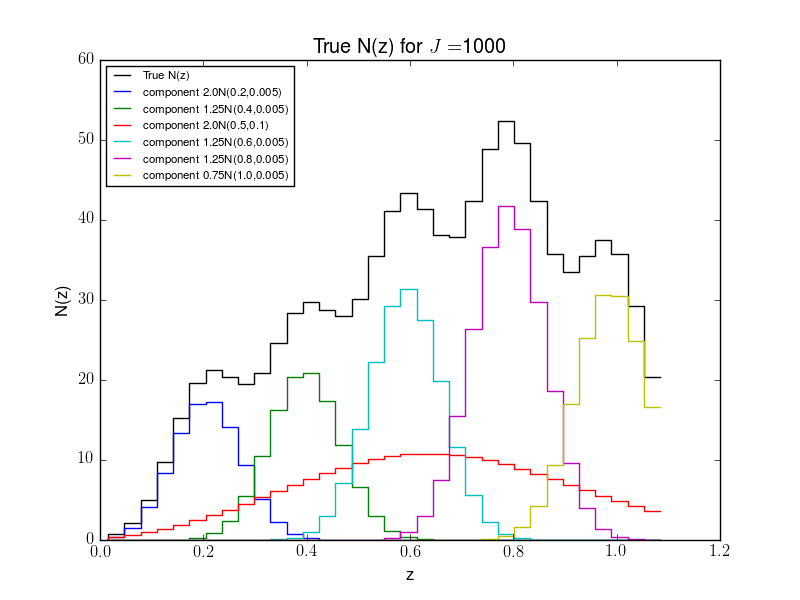 True N(z) for J =1000
True N(z)
component 2.0N(0.2,0.005)
component 1.25N(0.4,0.005)
component 2.0N(0.5,0.1)
component 1.25N(0.6,0.005)
component 1.25N(0.8,0.005)
component 0.75N(1.0,0.005)
60
50
40
30
20
10
0
N(z)
0.0 0.2 0.4 0.6 0.8 1.0 1.2
z